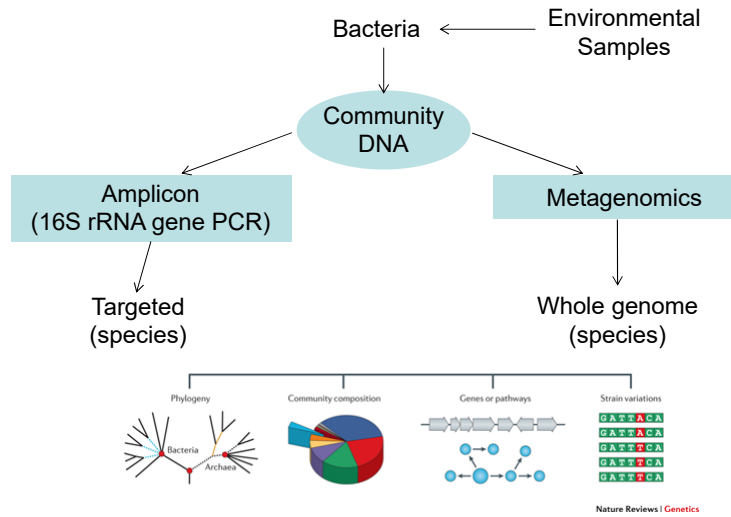 Environmental
Samples
Bacteria
Community
DNA
Amplicon
(16S rRNA gene PCR)
Metagenomics
Targeted
(species)
Whole genome
(species)
Phylogeny
Community composition
Genes or pathways
Strain variations
Bacteria
Archaea
GATTACA
GATTACA
GATTTCA
GATTTCA
GATTTCA
Nature Reviews | Genetics